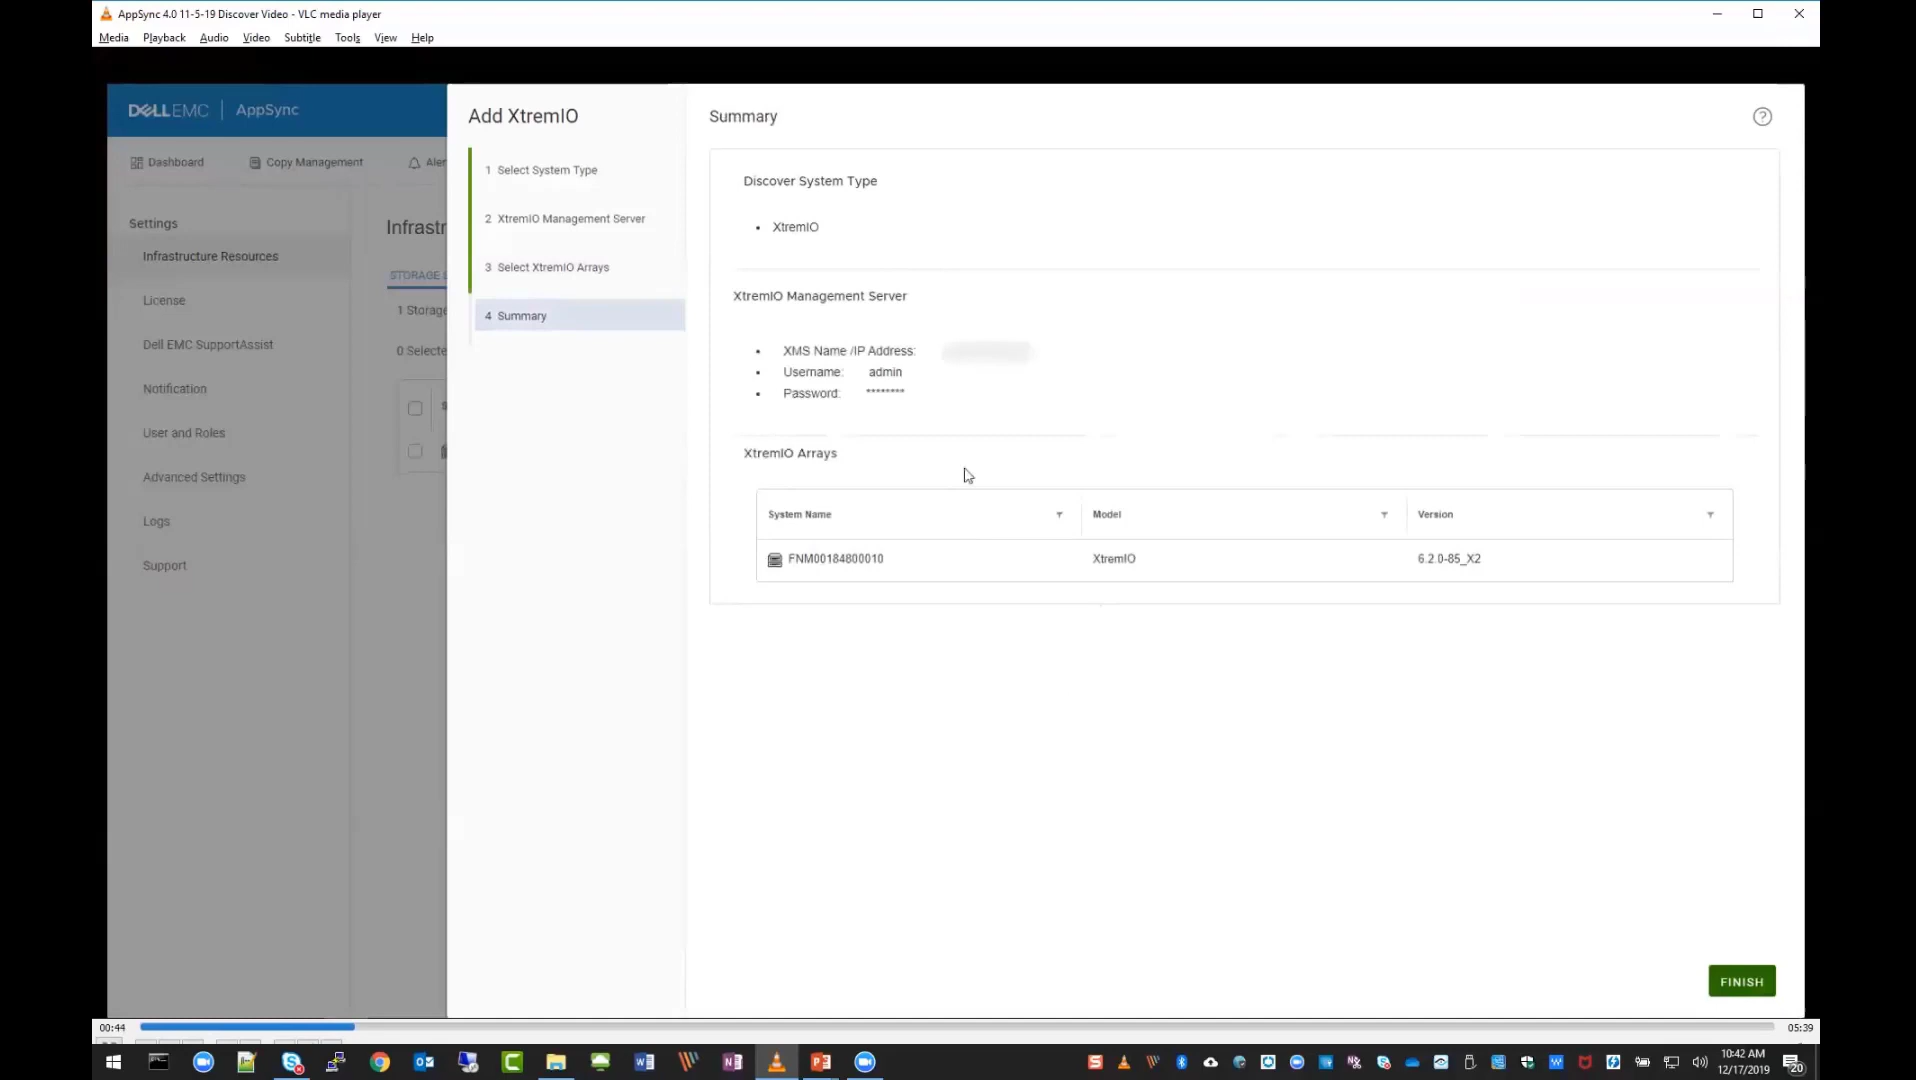 AppSync 4.0 11-5-19 Discover Video - VLC media player
Media Playback Audio Video Subtitle Tools View Help
DELL EMC | AppSync
Dashboard Copy Management Aler
Settings
Infrastructure Resources
License
Dell EMC SupportAssist
Notification
User and Roles
Advanced Settings
Logs
Support
Infrastr
STORAGE
1 Storage
0 Selecte
Add XtremIO
1 Select System Type
2 XtremIO Management Server
3 Select XtremIO Arrays
4 Summary
Summary
Discover System Type
• XtremIO
XtremIO Management Server
• XMS Name /IP Address:
• Username: admin
• Password: ********
XtremIO Arrays
System Name Model Version
FNM00184800010 XtremIO 6.2.0-85_X2
FINISH
00:44 05:39
10:42 AM
12/17/2019
20